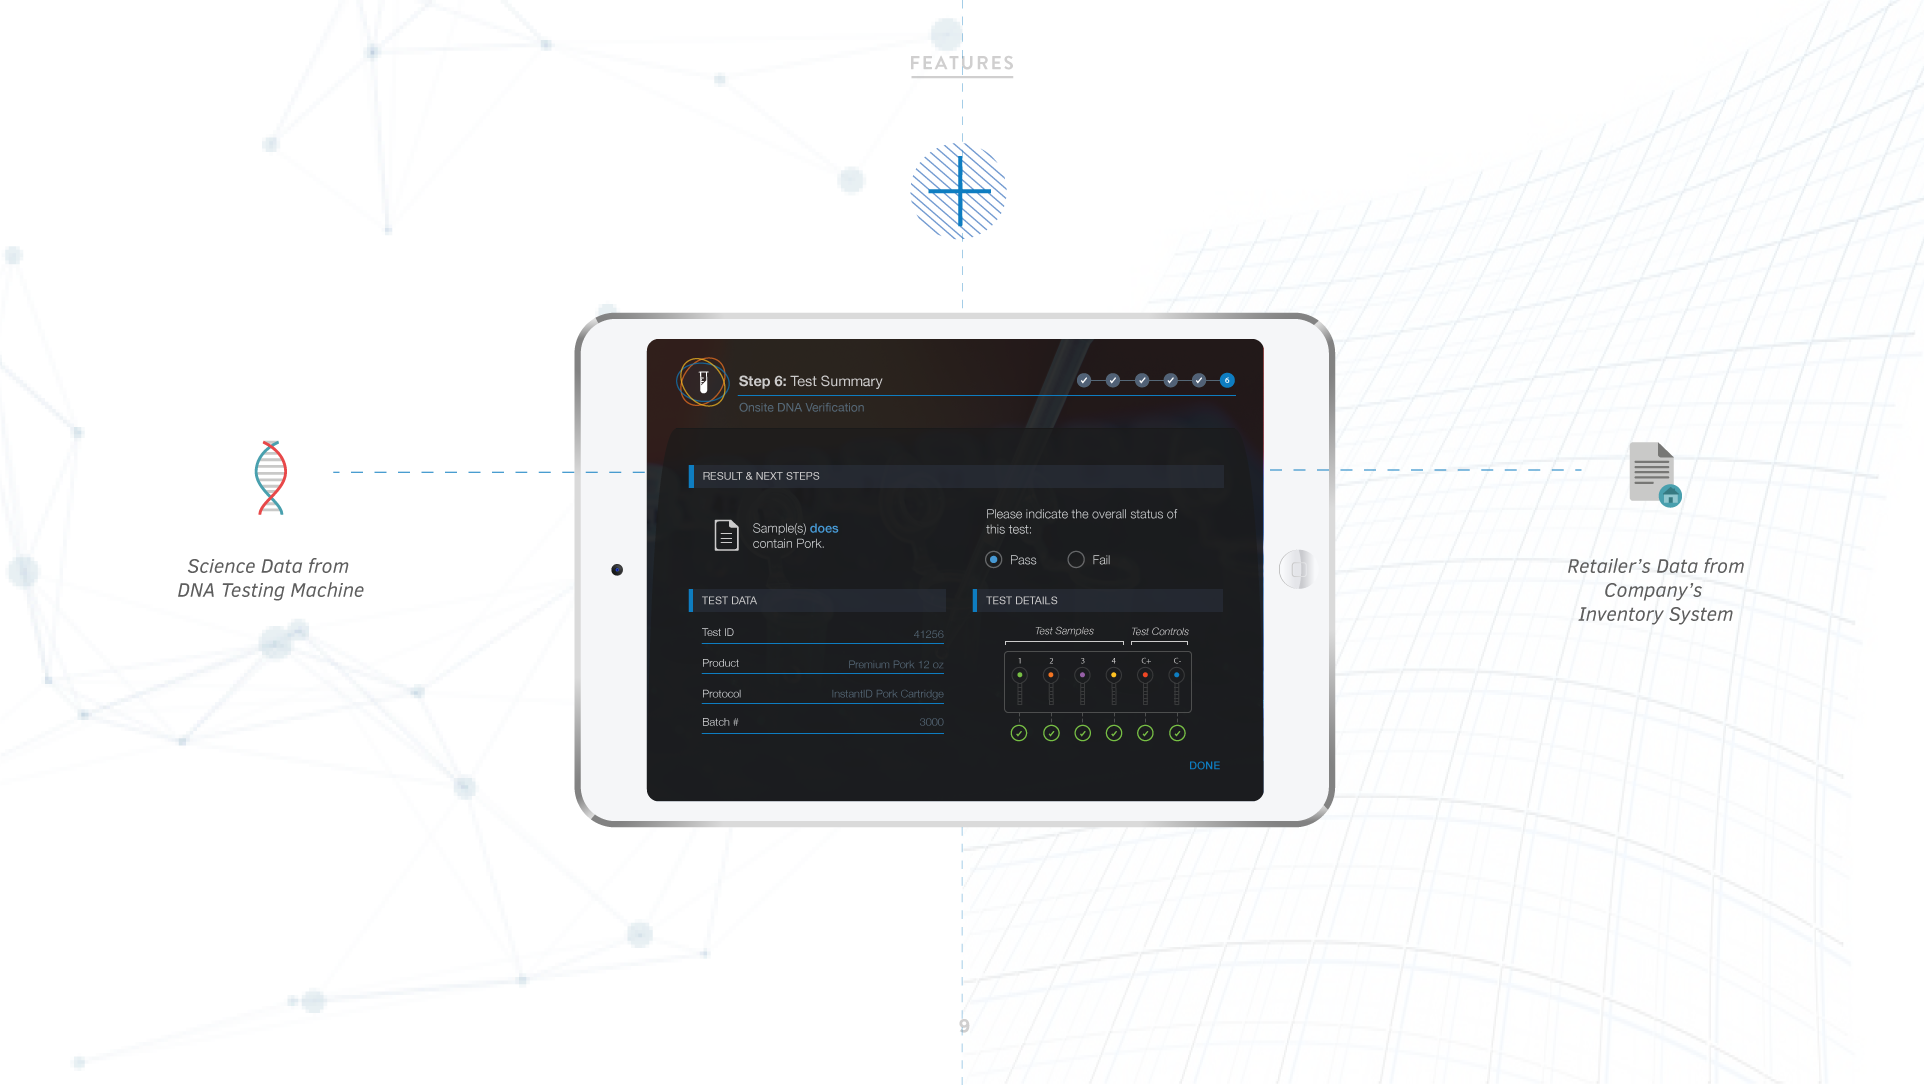 FEATURES
Step 6: Test Summary
6
Onsite DNA Verification
RESULT & NEXT STEPS
Sample(s) does
contain Pork.
Please indicate the overall status of
this test:
Pass
Fail
Science Data from
DNA Testing Machine
Retailer’s Data from
Company’s
Inventory System
TEST DATA
Test ID 41256
Product Premium Pork 12 oz
Protocol InstantID Pork Cartridge
Batch # 3000
TEST DETAILS
Test Samples Test Controls
1 2 3 4 C+ C-
DONE
9